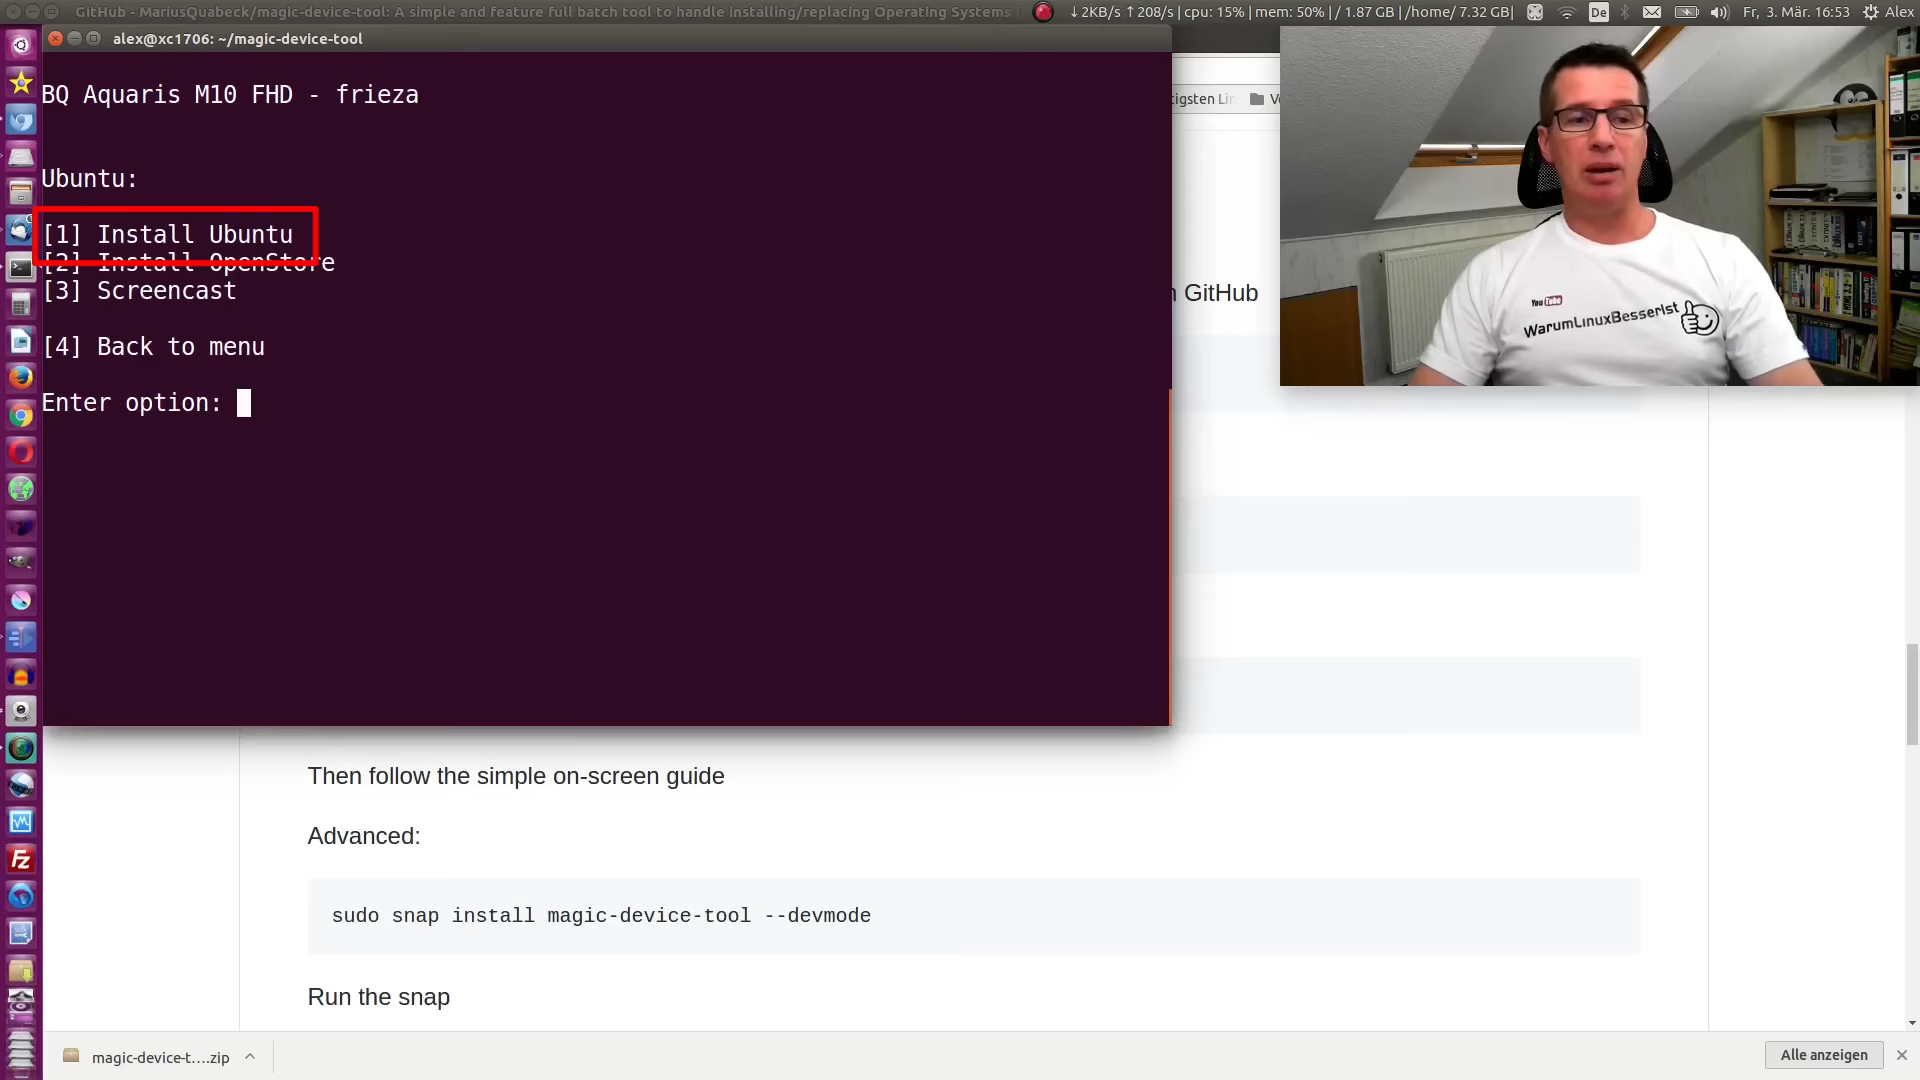 GitHub - MariusQuabeck/magic-device-tool: A simple and feature full batch tool to handle installing/replacing Operating Systems (
↓2KB/s ↑208/s | cpu: 15% | mem: 50% | / 1.87 GB | /home/ 7.32 GB|
De
Fr, 3. Mär. 16:53
Alex
alex@xc1706: ~/magic-device-tool
BQ Aquaris M10 FHD - frieza
Ubuntu:
[1] Install Ubuntu
[2] Install OpenStore
[3] Screencast
[4] Back to menu
Enter option:
GitHub
You Tube
WarumLinuxBesserIst
Then follow the simple on-screen guide
Advanced:
sudo snap install magic-device-tool --devmode
Run the snap
magic-device-t....zip
Alle anzeigen